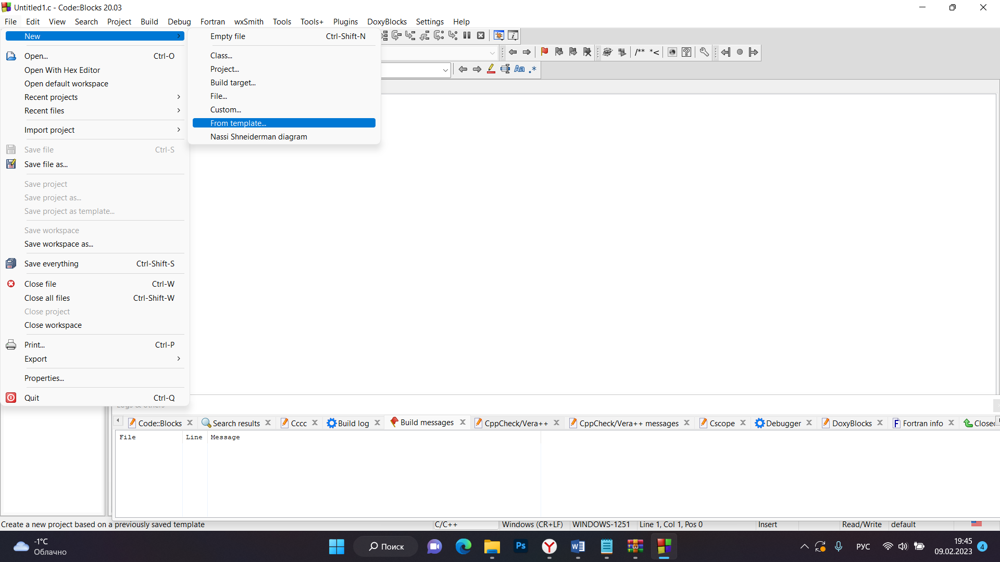 Untitled1.c - Code::Blocks 20.03
File Edit View Search Project Build Debug Fortran wxSmith Tools Tools+ Plugins DoxyBlocks Settings Help
New
Open... Ctrl-O
Open With Hex Editor
Open default workspace
Recent projects
Recent files
Import project
Save file Ctrl-S
Save file as...
Save project
Save project as...
Save project as template...
Save workspace
Save workspace as...
Save everything Ctrl-Shift-S
Close file Ctrl-W
Close all files Ctrl-Shift-W
Close project
Close workspace
Print... Ctrl-P
Export
Properties...
Quit Ctrl-Q
Empty file Ctrl-Shift-N
Class...
Project...
Build target...
File...
Custom...
From template...
Nassi Shneiderman diagram
/** *<
Aa .*
Logs & others
Code::Blocks Search results Cccc Build log Build messages CppCheck/Vera++ CppCheck/Vera++ messages Cscope Debugger DoxyBlocks Fortran info Closed
File Line Message
Create a new project based on a previously saved template C/C++ Windows (CR+LF) WINDOWS-1251 Line 1, Col 1, Pos 0 Insert Read/Write default
-1°C
Облачно
Поиск
Ps
РУС
19:45
09.02.2023
4